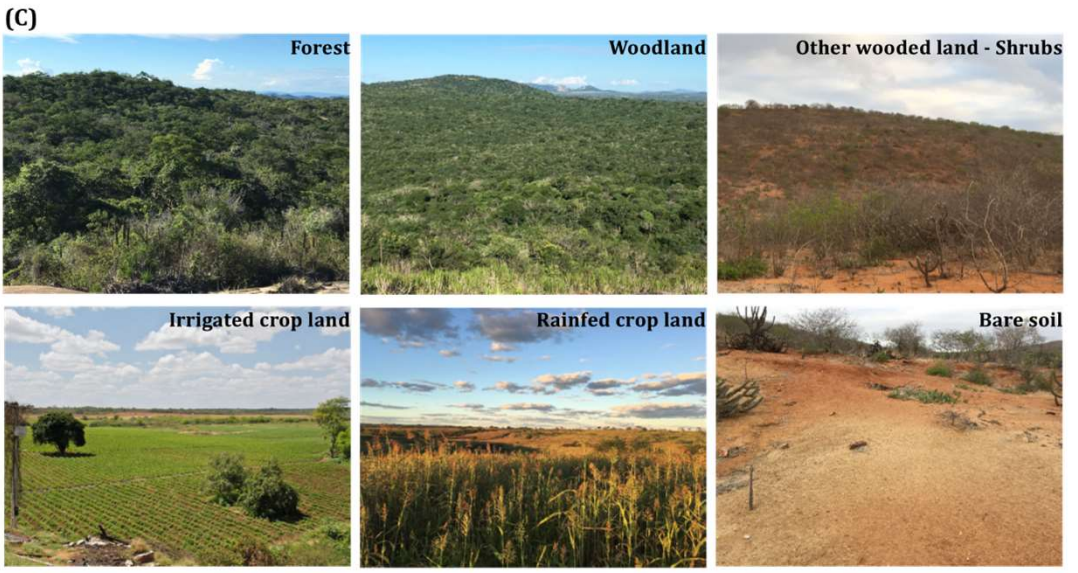 (C)
Forest
Woodland
Other wooded land - Shrubs
Irrigated crop land
Rainfed crop land
Bare soil